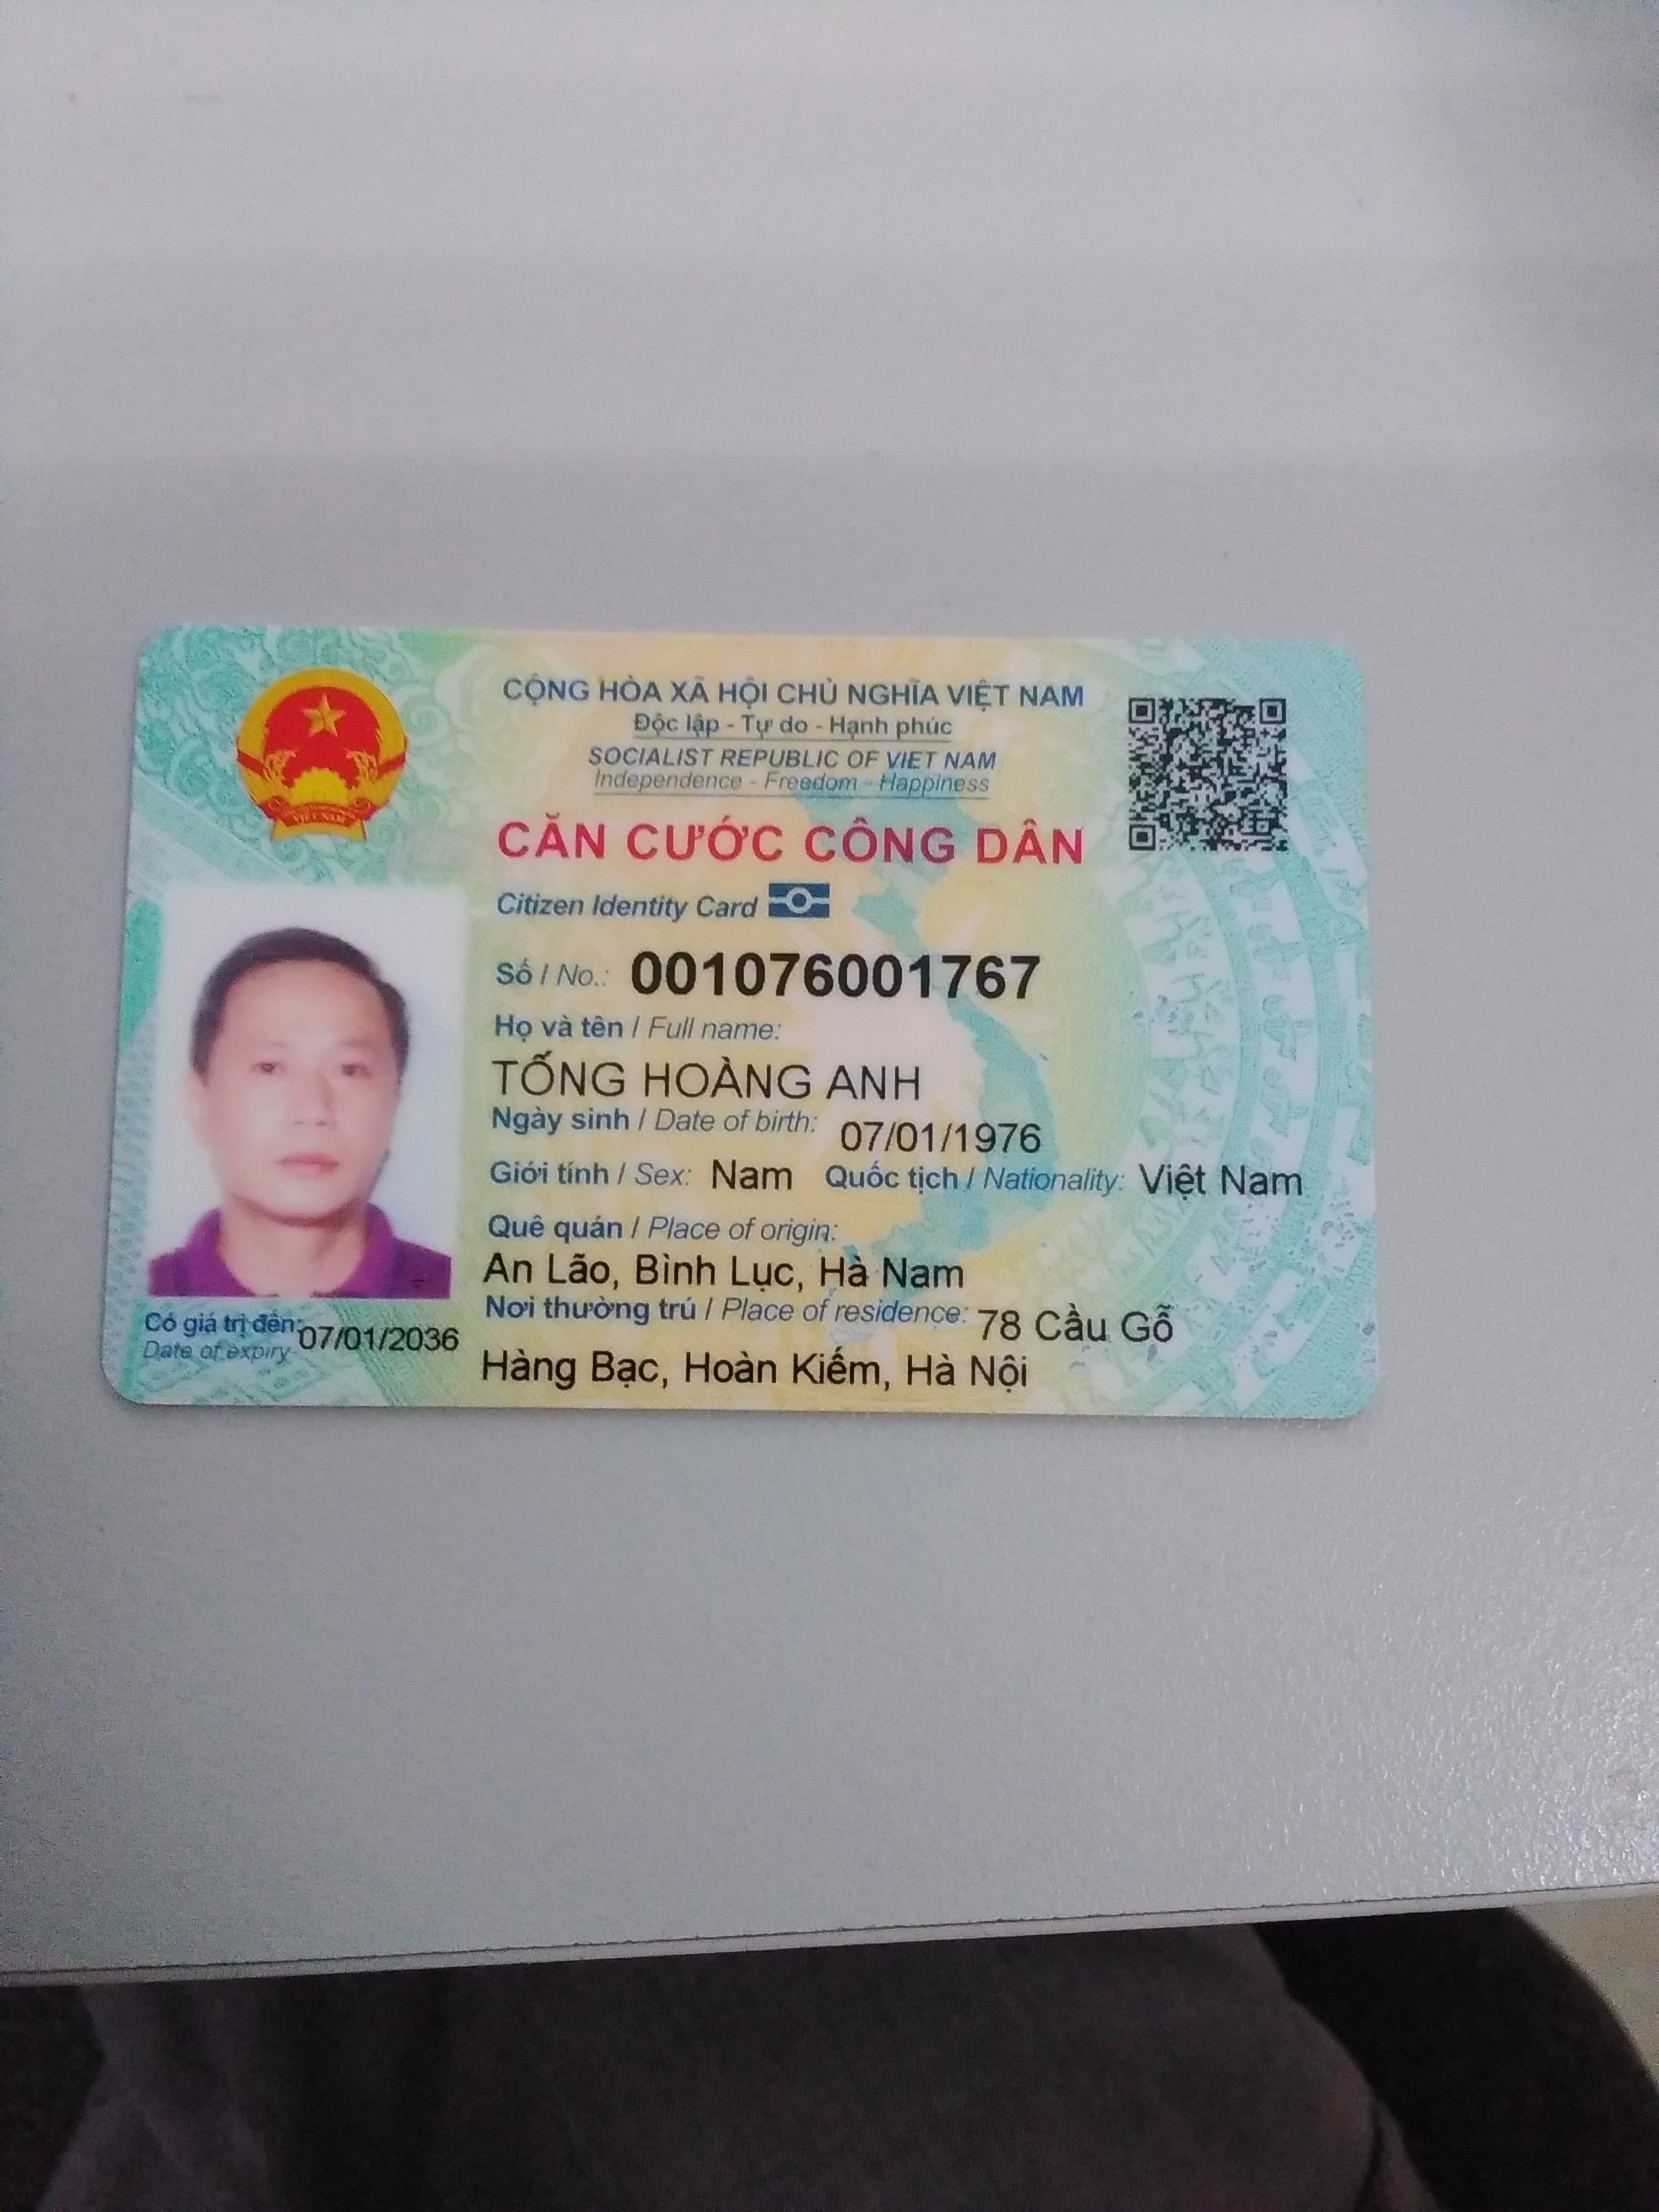 CỘNG HÒA XÃ HỘI CHỦ NGHĨA VIỆT NAM
Độc lập - Tự do - Hạnh phúc
SOCIALIST REPUBLIC OF VIET NAM
Independence - Freedom - Happiness
CĂN CƯỚC CÔNG DÂN
Citizen Identity Card
Số / No.: 001076001767
Họ và tên / Full name:
TỐNG HOÀNG ANH
Ngày sinh / Date of birth: 07/01/1976
Giới tính / Sex: Nam Quốc tịch / Nationality: Việt Nam
Quê quán / Place of origin:
An Lão, Bình Lục, Hà Nam
Nơi thường trú / Place of residence: 78 Cầu Gỗ
Hàng Bạc, Hoàn Kiếm, Hà Nội
Có giá trị đến: 07/01/2036
Date of expiry
VIỆT NAM